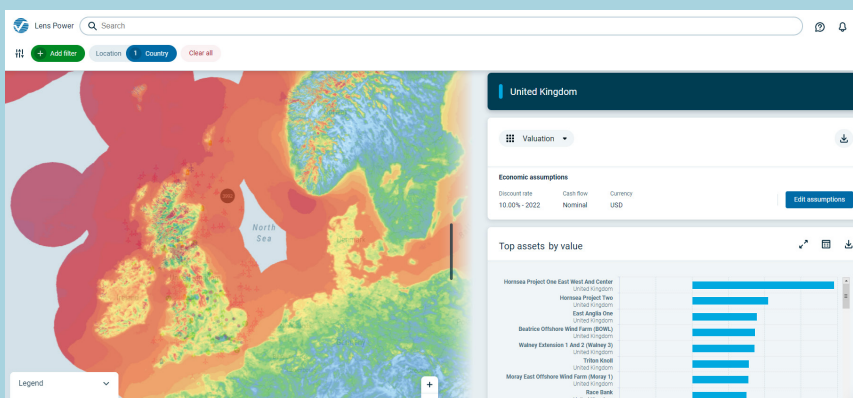 Lens Power
Search
Add filter
Location 1 Country
Clear all
North
Sea
Legend
+
United Kingdom
Valuation
Economic assumptions
Discount rate Cash flow Currency
10.00% - 2022 Nominal USD
Edit assumptions
Top assets by value
Hornsea Project One East West And Center
United Kingdom
Hornsea Project Two
United Kingdom
East Anglia One
United Kingdom
Beatrice Offshore Wind Farm (BOWL)
United Kingdom
Walney Extension 1 And 2 (Walney 3)
United Kingdom
Triton Knoll
United Kingdom
Moray East Offshore Wind Farm (Moray 1)
United Kingdom
Race Bank